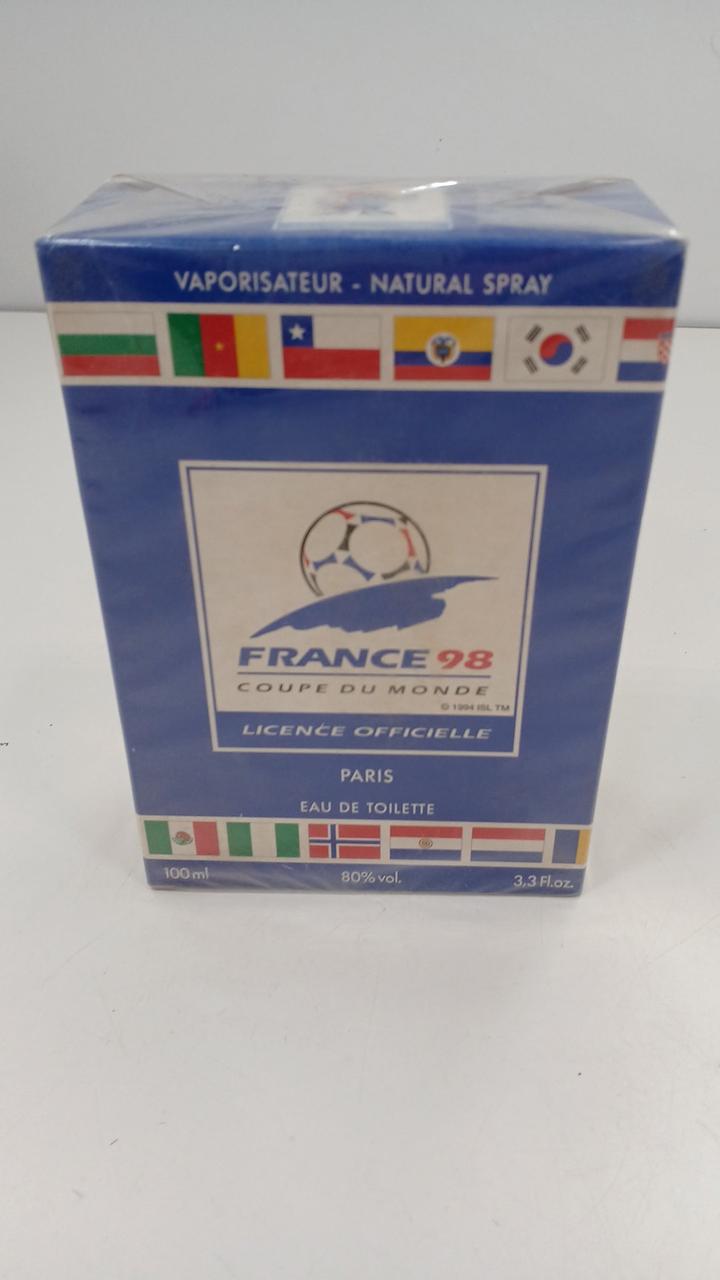 VAPORISATEUR - NATURAL SPRAY
FRANCE 98
COUPE DU MONDE
© 1994 ISL TM
LICENCE OFFICIELLE
PARIS
EAU DE TOILETTE
100 ml 80% vol. 3,3 Fl.oz.